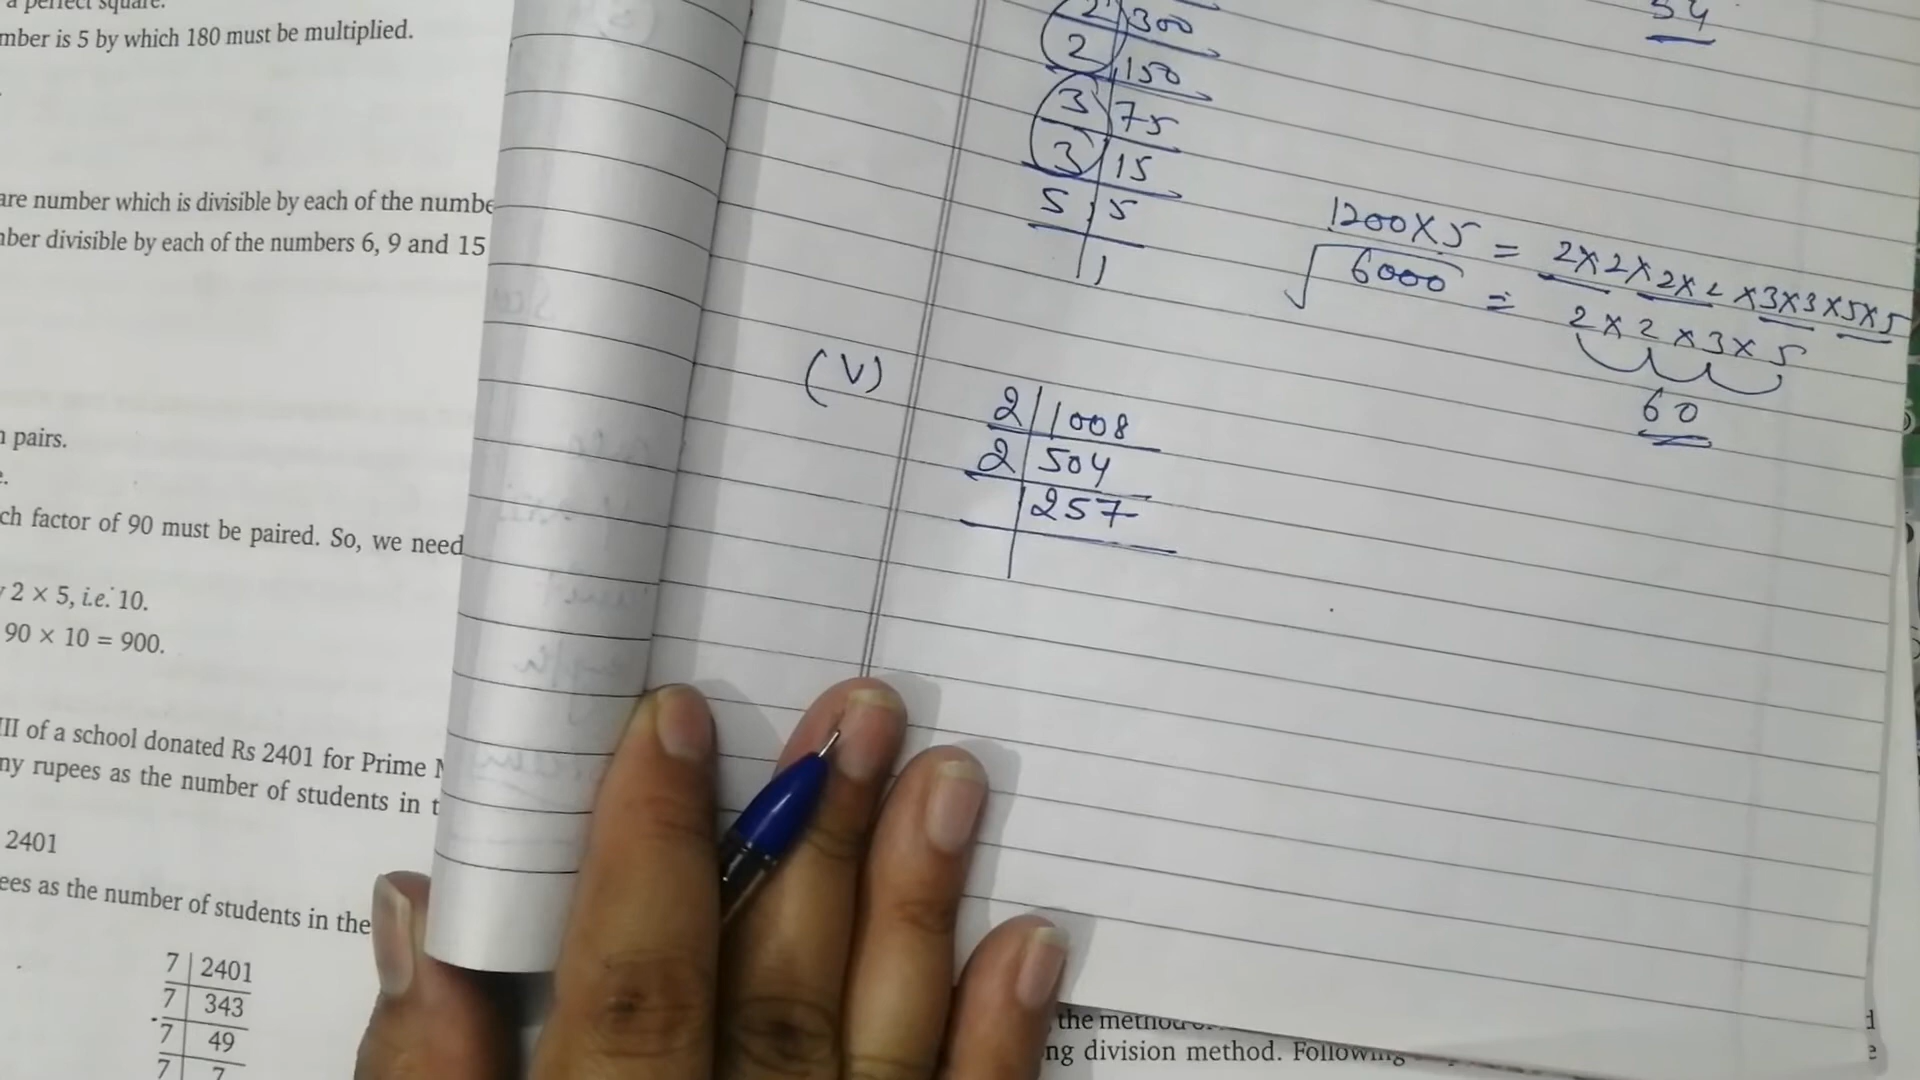 a perfect square.
mber is 5 by which 180 must be multiplied.
are number which is divisible by each of the numbe
ber divisible by each of the numbers 6, 9 and 15
pairs.
ch factor of 90 must be paired. So, we need
2 × 5, i.e. 10.
90 × 10 = 900.
III of a school donated Rs 2401 for Prime
ny rupees as the number of students in t
2401
ees as the number of students in the
7 2401
7 343
7 49
7 7
2 300
2 150
3 75
3 15
5 5
1
54
1200×5 = 2×2×2×2×3×3×5×5
√6000 = 2×2×3×5
60
(V)
2 1008
2 504
257
the method
ng division method. Following